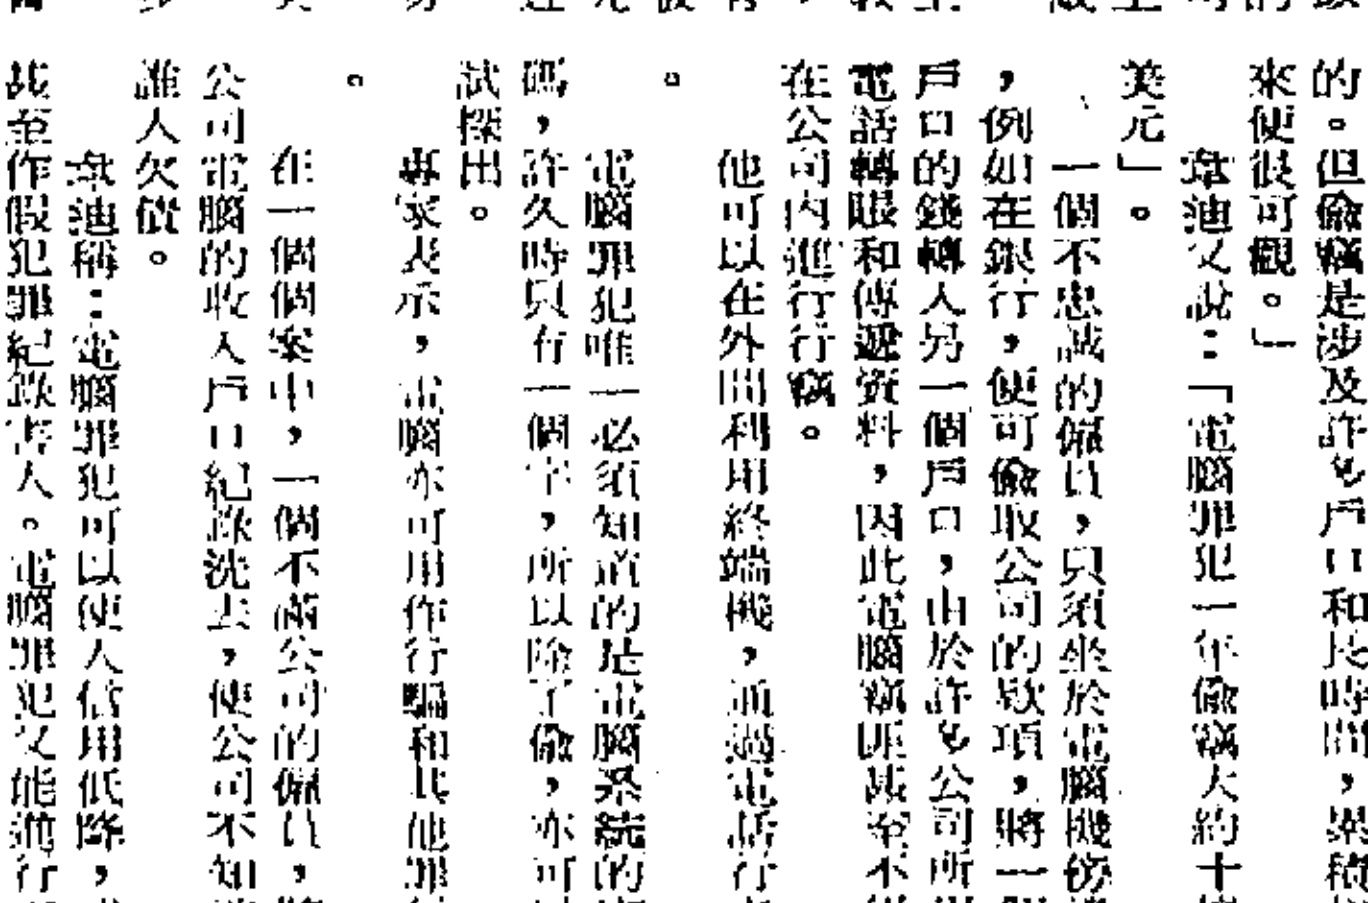 的。但偷竊是涉及許多戶口和長時間,累積
來便很可觀。」
韋迪又說:「電腦罪犯一年偷竊大約十
美元」。
一個不忠誠的僱員,只須坐於電腦機傍
,例如在銀行,便可偷取公司的欵項,將一
戶口的錢轉入另一個戶口,由於許多公司所
電話轉賬和傳遞資料,因此電腦竊匪甚至不
在公司內進行行竊。
他可以在外間利用終端機,通過電話行
。
電腦罪犯唯一必須知道的是電腦系統的
碼,許久時只有一個字,所以除了偷,亦可
試探出。
專家表示,電腦亦可用作行騙和其他罪
。
在一個個案中,一個不滿公司的僱員,
公司電腦的收入戶口紀錄洗去,使公司不知
誰人欠債。
韋迪稱:電腦罪犯可以使人信用低降,
甚至作假犯罪紀錄害人。電腦罪犯又能進行